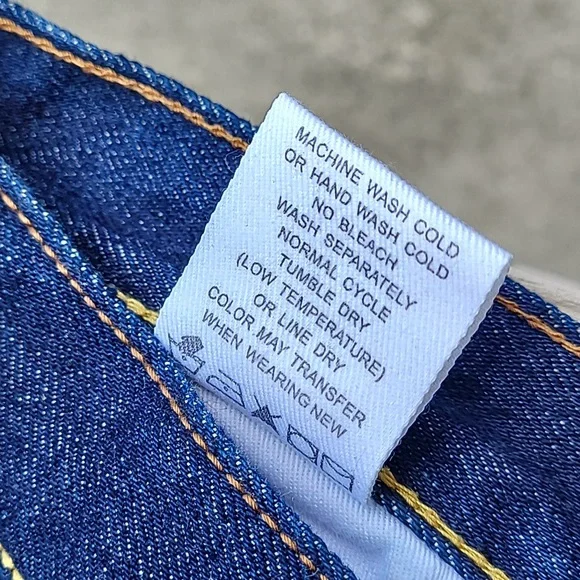 MACHINE WASH COLD
OR HAND WASH COLD
NO BLEACH
WASH SEPARATELY
NORMAL CYCLE
TUMBLE DRY
(LOW TEMPERATURE)
OR LINE DRY
COLOR MAY TRANSFER
WHEN WEARING NEW